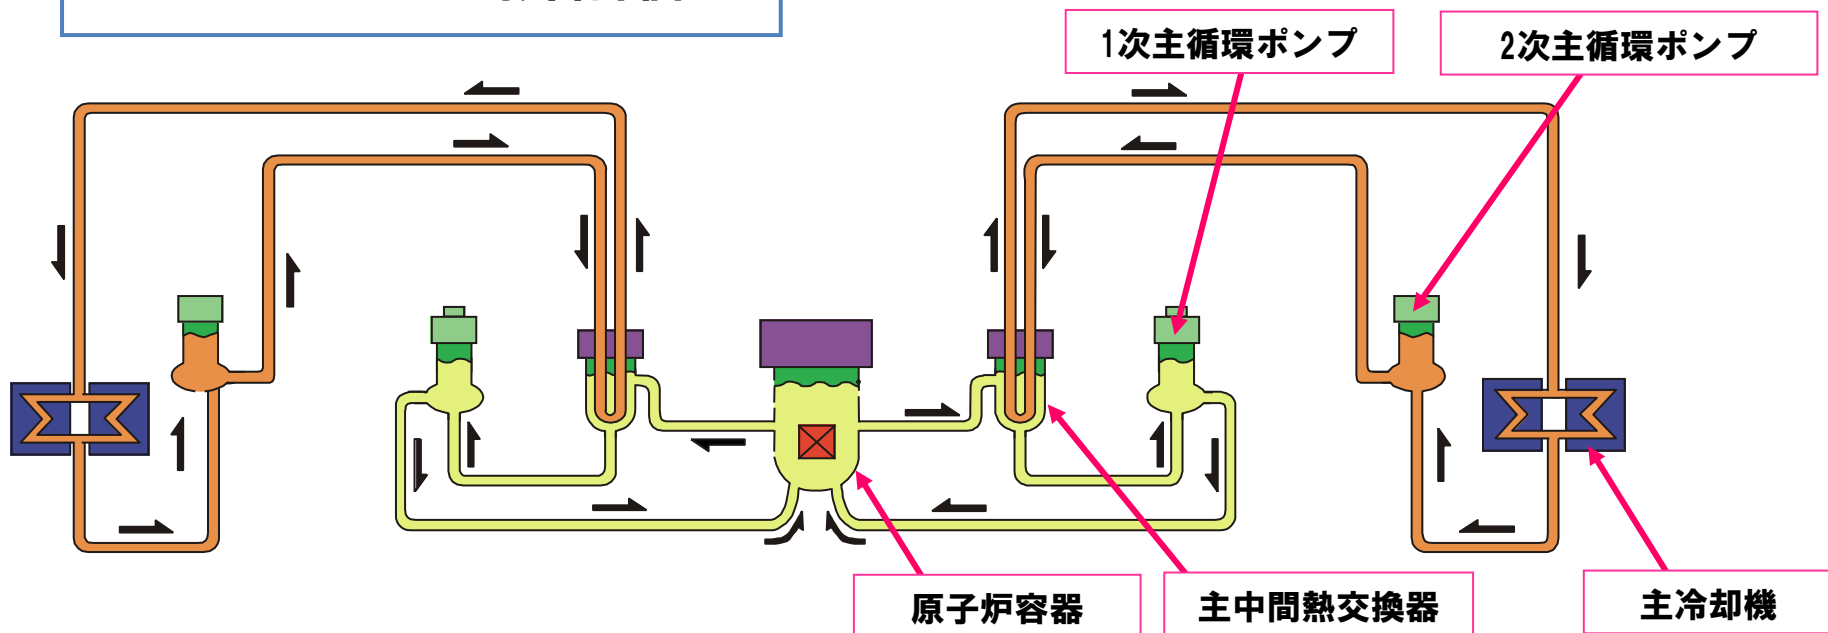 1次主循環ポンプ
2次主循環ポンプ
原子炉容器
主中間熱交換器
主冷却機